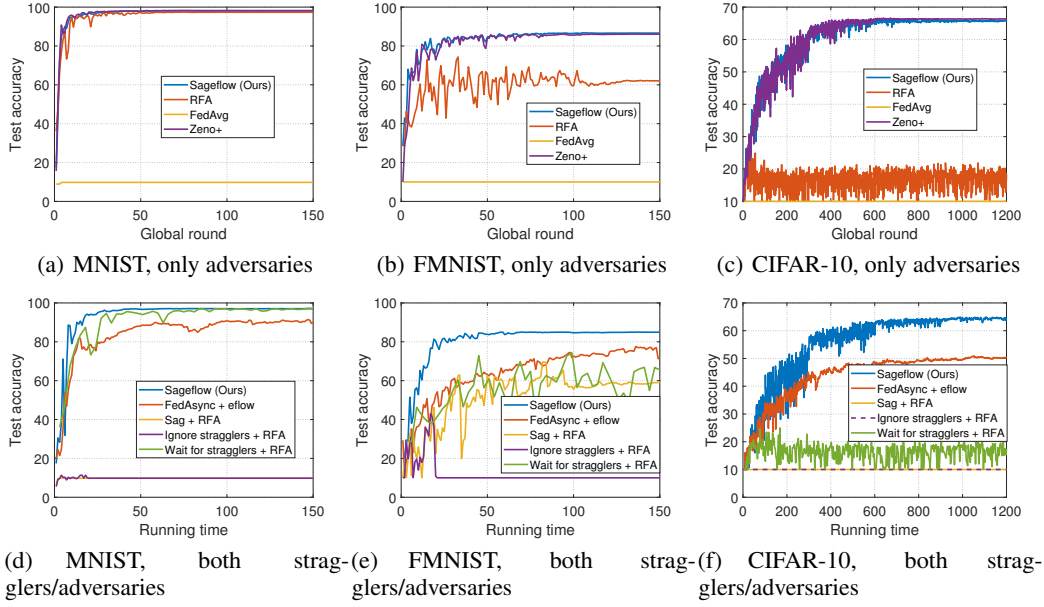 100
80
60
40
20
0
0
50
100
150
Test accuracy
Global round
Sageflow (Ours)
RFA
FedAvg
Zeno+
(a) MNIST, only adversaries
100
80
60
40
20
0
0
50
100
150
Test accuracy
Global round
Sageflow (Ours)
RFA
FedAvg
Zeno+
(b) FMNIST, only adversaries
70
60
50
40
30
20
10
0
200
400
600
800
1000
1200
Test accuracy
Global round
Sageflow (Ours)
RFA
FedAvg
Zeno+
(c) CIFAR-10, only adversaries
100
80
60
40
20
0
0
50
100
150
Test accuracy
Running time
Sageflow (Ours)
FedAsync + eflow
Sag + RFA
Ignore stragglers + RFA
Wait for stragglers + RFA
(d) MNIST, both strag-
glers/adversaries
100
80
60
40
20
0
0
50
100
150
Test accuracy
Running time
Sageflow (Ours)
FedAsync + eflow
Sag + RFA
Ignore stragglers + RFA
Wait for stragglers + RFA
(e) FMNIST, both strag-
glers/adversaries
70
60
50
40
30
20
10
0
0
200
400
600
800
1000
1200
Test accuracy
Running time
Sageflow (Ours)
FedAsync + eflow
Sag + RFA
Ignore stragglers + RFA
Wait for stragglers + RFA
(f) CIFAR-10, both strag-
glers/adversaries